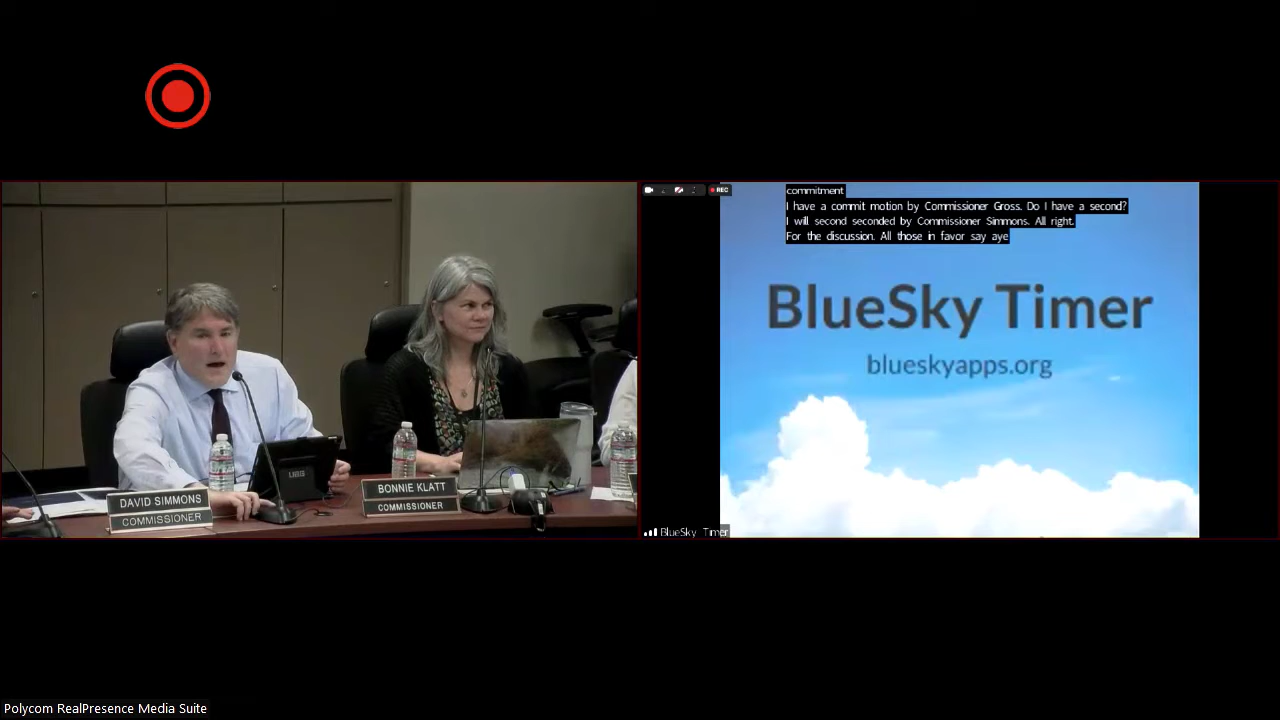 REC
commitment
I have a commit motion by Commissioner Gross. Do I have a second?
I will second seconded by Commissioner Simmons. All right.
For the discussion. All those in favor say aye
BlueSky Timer
blueskyapps.org
UAG
DAVID SIMMONS
COMMISSIONER
BONNIE KLATT
COMMISSIONER
BlueSky Timer
Polycom RealPresence Media Suite